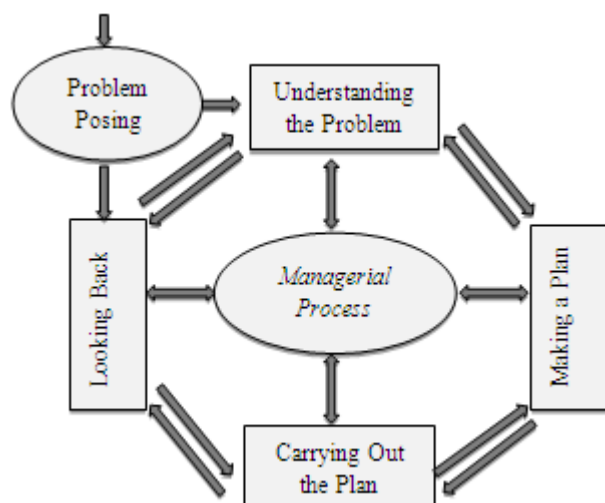 Problem
Posing
Understanding
the Problem
Looking Back
Managerial
Process
Making a Plan
Carrying Out
the Plan